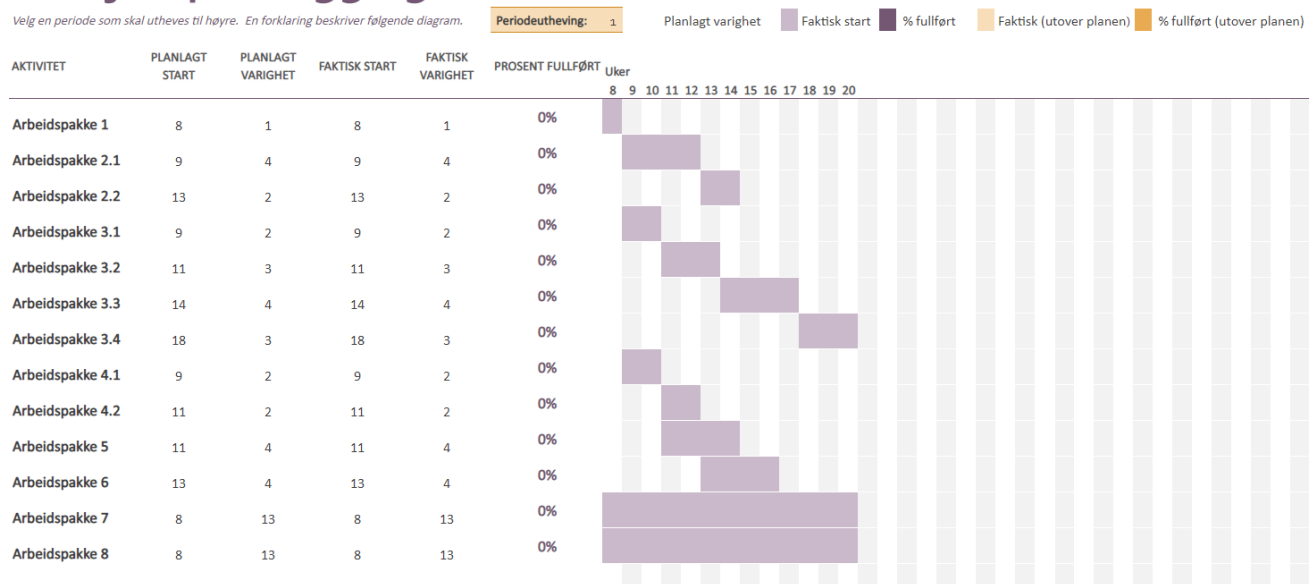 Velg en periode som skal utheves til høyre. En forklaring beskriver følgende diagram.
Periodeutheving: 1
Planlagt varighet
Faktisk start
% fullført
Faktisk (utover planen)
% fullført (utover planen)
AKTIVITET PLANLAGT START PLANLAGT VARIGHET FAKTISK START FAKTISK VARIGHET PROSENT FULLFØRT Uker
8 9 10 11 12 13 14 15 16 17 18 19 20
Arbeidspakke 1 8 1 8 1 0%
Arbeidspakke 2.1 9 4 9 4 0%
Arbeidspakke 2.2 13 2 13 2 0%
Arbeidspakke 3.1 9 2 9 2 0%
Arbeidspakke 3.2 11 3 11 3 0%
Arbeidspakke 3.3 14 4 14 4 0%
Arbeidspakke 3.4 18 3 18 3 0%
Arbeidspakke 4.1 9 2 9 2 0%
Arbeidspakke 4.2 11 2 11 2 0%
Arbeidspakke 5 11 4 11 4 0%
Arbeidspakke 6 13 4 13 4 0%
Arbeidspakke 7 8 13 8 13 0%
Arbeidspakke 8 8 13 8 13 0%